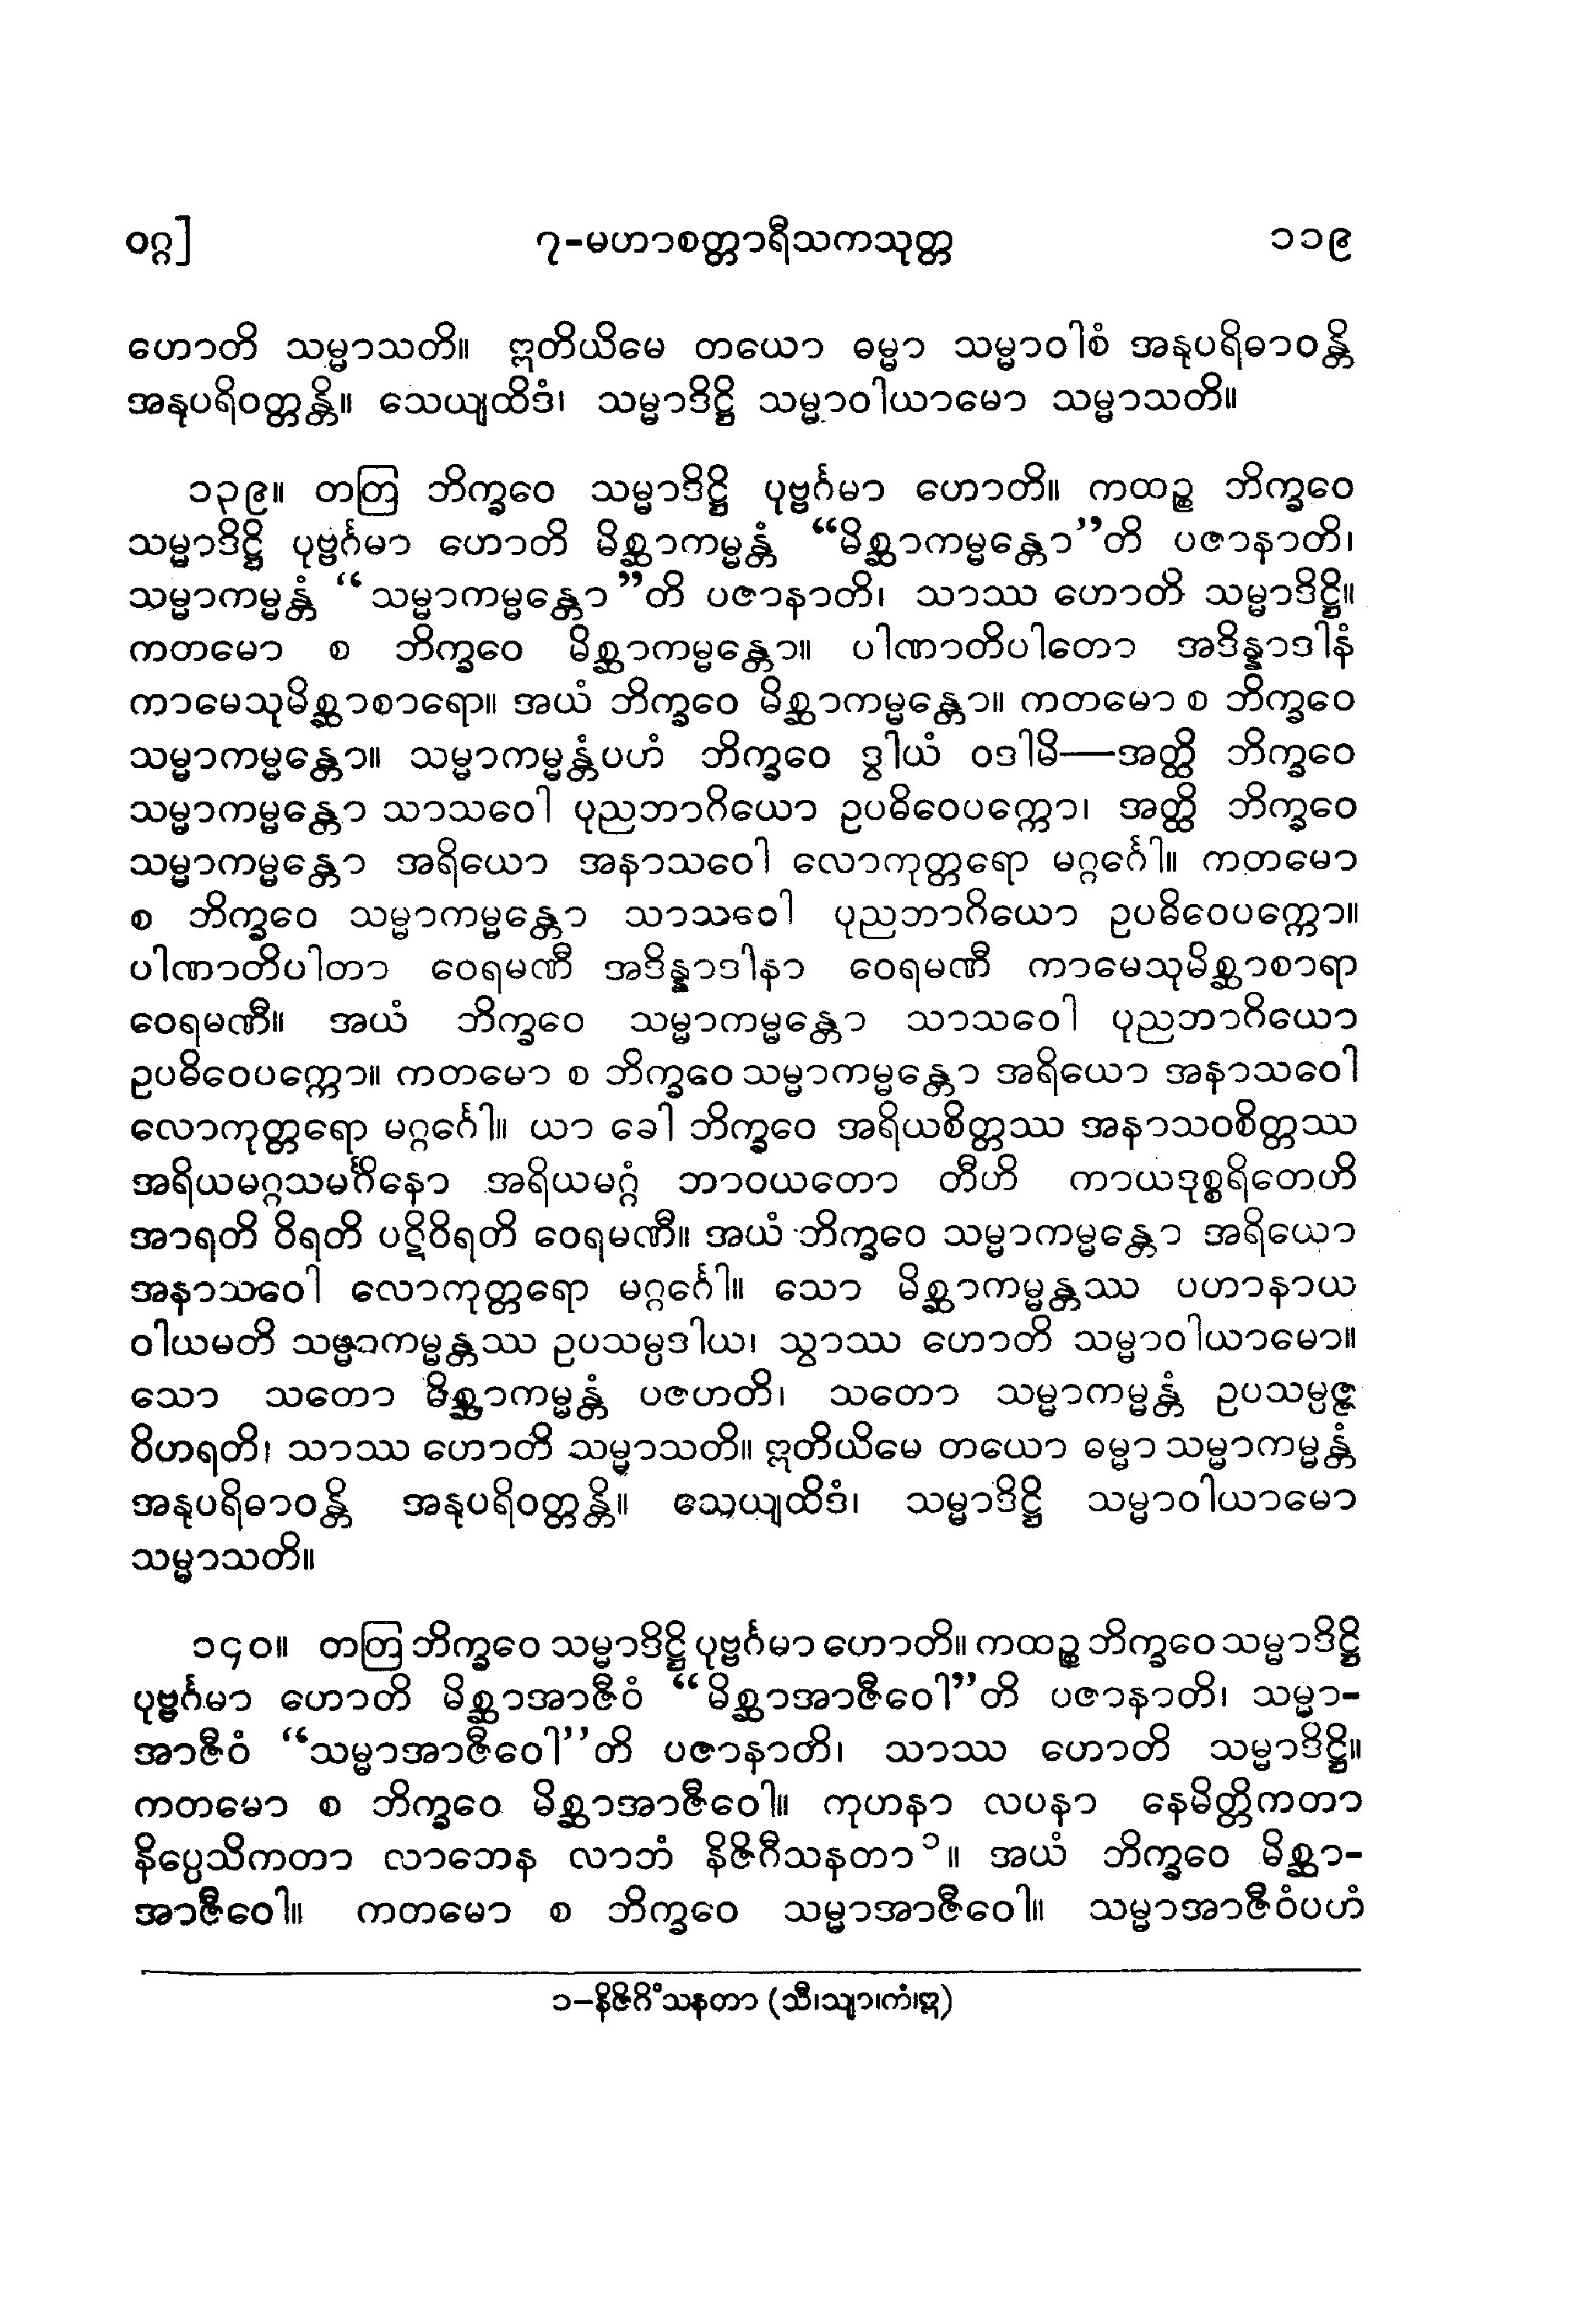 ဝဂ္ဂ] ၇-မဟာစတ္တာရီသကသုတ္တ ၁၁၉
ဟောတိ သမ္မာသတိ။ ဣတိယိမေ တယော ဓမ္မာ သမ္မာဝါစံ အနုပရိဓာဝန္တိ
အနုပရိဝတ္တန္တိ။ သေယျထိဒံ၊ သမ္မာဒိဋ္ဌိ သမ္မာဝါယာမော သမ္မာသတိ။
၁၃၉။ တတြ ဘိက္ခဝေ သမ္မာဒိဋ္ဌိ ပုဗ္ဗင်္ဂမာ ဟောတိ။ ကထဉ္စ ဘိက္ခဝေ
သမ္မာဒိဋ္ဌိ ပုဗ္ဗင်္ဂမာ ဟောတိ မိစ္ဆာကမ္မန္တံ “မိစ္ဆာကမ္မန္တော”တိ ပဇာနာတိ၊
သမ္မာကမ္မန္တံ “သမ္မာကမ္မန္တော”တိ ပဇာနာတိ၊ သာဿ ဟောတိ သမ္မာဒိဋ္ဌိ။
ကတမော စ ဘိက္ခဝေ မိစ္ဆာကမ္မန္တော။ ပါဏာတိပါတော အဒိန္နာဒါနံ
ကာမေသုမိစ္ဆာစာရော။ အယံ ဘိက္ခဝေ မိစ္ဆာကမ္မန္တော။ ကတမော စ ဘိက္ခဝေ
သမ္မာကမ္မန္တော။ သမ္မာကမ္မန္တံပဟံ ဘိက္ခဝေ ဒွါယံ ဝဒါမိ—အတ္ထိ ဘိက္ခဝေ
သမ္မာကမ္မန္တော သာသဝေါ ပုညဘာဂိယော ဥပဓိဝေပက္ကော၊ အတ္ထိ ဘိက္ခဝေ
သမ္မာကမ္မန္တော အရိယော အနာသဝေါ လောကုတ္တရော မဂ္ဂင်္ဂေါ။ ကတမော
စ ဘိက္ခဝေ သမ္မာကမ္မန္တော သာသဝေါ ပုညဘာဂိယော ဥပဓိဝေပက္ကော။
ပါဏာတိပါတာ ဝေရမဏီ အဒိန္နာဒါနာ ဝေရမဏီ ကာမေသုမိစ္ဆာစာရာ
ဝေရမဏီ။ အယံ ဘိက္ခဝေ သမ္မာကမ္မန္တော သာသဝေါ ပုညဘာဂိယော
ဥပဓိဝေပက္ကော။ ကတမော စ ဘိက္ခဝေ သမ္မာကမ္မန္တော အရိယော အနာသဝေါ
လောကုတ္တရော မဂ္ဂင်္ဂေါ။ ယာ ခေါ ဘိက္ခဝေ အရိယစိတ္တဿ အနာသဝစိတ္တဿ
အရိယမဂ္ဂသမင်္ဂိနော အရိယမဂ္ဂံ ဘာဝယတော တီဟိ ကာယဒုစ္စရိတေဟိ
အာရတိ ဝိရတိ ပဋိဝိရတိ ဝေရမဏီ။ အယံ ဘိက္ခဝေ သမ္မာကမ္မန္တော အရိယော
အနာသဝေါ လောကုတ္တရော မဂ္ဂင်္ဂေါ။ သော မိစ္ဆာကမ္မန္တဿ ပဟာနာယ
ဝါယမတိ သမ္မာကမ္မန္တဿ ဥပသမ္ပဒါယ၊ သွာဿ ဟောတိ သမ္မာဝါယာမော။
သော သတော မိစ္ဆာကမ္မန္တံ ပဇဟတိ၊ သတော သမ္မာကမ္မန္တံ ဥပသမ္ပဇ္ဇ
ဝိဟရတိ၊ သာဿ ဟောတိ သမ္မာသတိ။ ဣတိယိမေ တယော ဓမ္မာ သမ္မာကမ္မန္တံ
အနုပရိဓာဝန္တိ အနုပရိဝတ္တန္တိ။ သေယျထိဒံ၊ သမ္မာဒိဋ္ဌိ သမ္မာဝါယာမော
သမ္မာသတိ။
၁၄၀။ တတြ ဘိက္ခဝေ သမ္မာဒိဋ္ဌိ ပုဗ္ဗင်္ဂမာ ဟောတိ။ ကထဉ္စ ဘိက္ခဝေ သမ္မာဒိဋ္ဌိ
ပုဗ္ဗင်္ဂမာ ဟောတိ မိစ္ဆာအာဇီဝံ “မိစ္ဆာအာဇီဝေါ”တိ ပဇာနာတိ၊ သမ္မာ-
အာဇီဝံ “သမ္မာအာဇီဝေါ”တိ ပဇာနာတိ၊ သာဿ ဟောတိ သမ္မာဒိဋ္ဌိ။
ကတမော စ ဘိက္ခဝေ မိစ္ဆာအာဇီဝေါ။ ကုဟနာ လပနာ နေမိတ္တိကတာ
နိပ္ပေသိကတာ လာဘေန လာဘံ နိဇိဂီသနတာ၁။ အယံ ဘိက္ခဝေ မိစ္ဆာ-
အာဇီဝေါ။ ကတမော စ ဘိက္ခဝေ သမ္မာအာဇီဝေါ။ သမ္မာအာဇီဝံပဟံ
၁-နိဇိဂိံသနတာ (သီ၊သျာ၊ကံ၊ဣ)